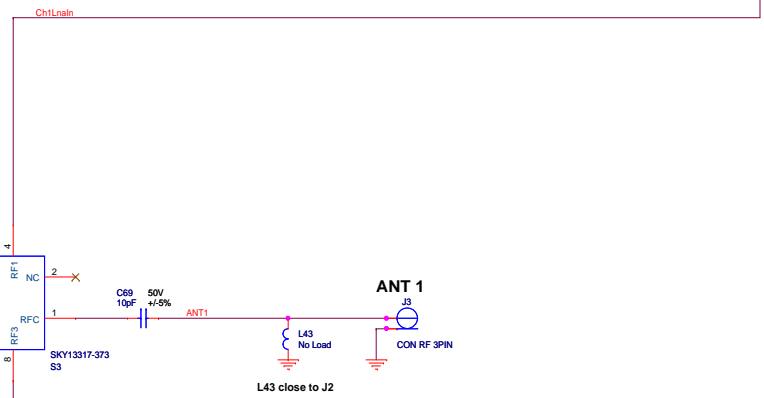 Ch1LnaIn
4
RF1
NC
2
RFC
1
RF3
8
SKY13317-373
S3
C69
10pF
50V
+/-5%
ANT1
L43
No Load
L43 close to J2
ANT 1
J3
CON RF 3PIN